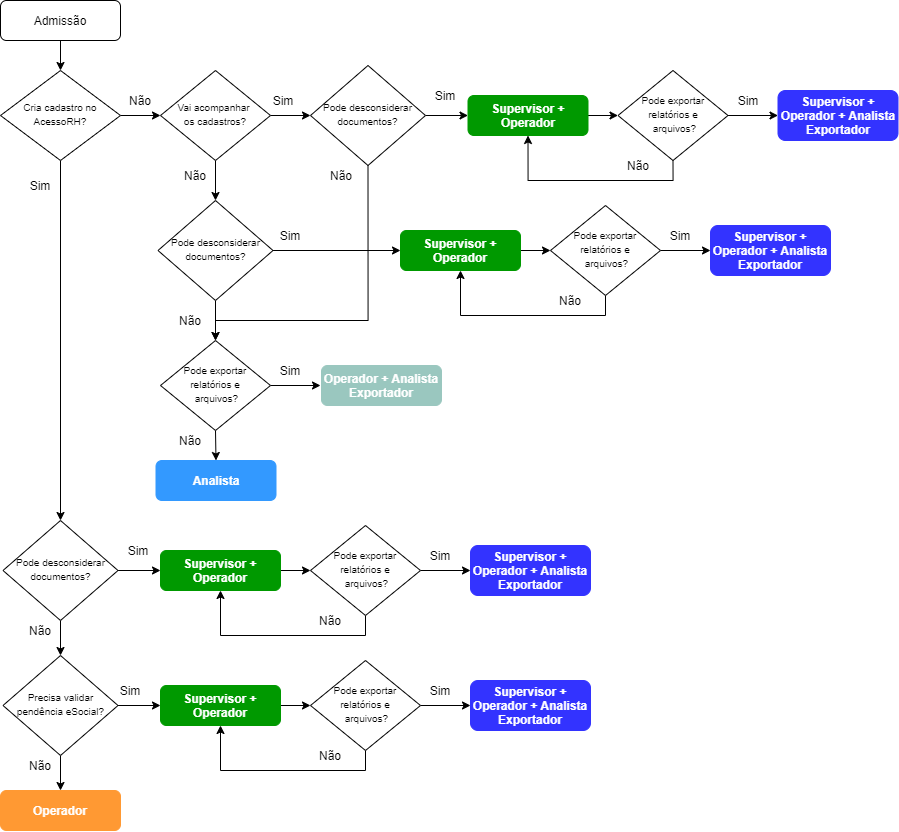 Admissão
Cria cadastro no
AcessoRH?
Não
Vai acompanhar
os cadastros?
Sim
Pode desconsiderar
documentos?
Sim
Supervisor +
Operador
Pode exportar
relatórios e
arquivos?
Sim
Supervisor +
Operador + Analista
Exportador
Não
Sim
Não
Não
Pode desconsiderar
documentos?
Sim
Supervisor +
Operador
Pode exportar
relatórios e
arquivos?
Sim
Supervisor +
Operador + Analista
Exportador
Não
Não
Pode exportar
relatórios e
arquivos?
Sim
Operador + Analista
Exportador
Não
Analista
Pode desconsiderar
documentos?
Sim
Supervisor +
Operador
Pode exportar
relatórios e
arquivos?
Sim
Supervisor +
Operador + Analista
Exportador
Não
Não
Precisa validar
pendência eSocial?
Sim
Supervisor +
Operador
Pode exportar
relatórios e
arquivos?
Sim
Supervisor +
Operador + Analista
Exportador
Não
Não
Operador